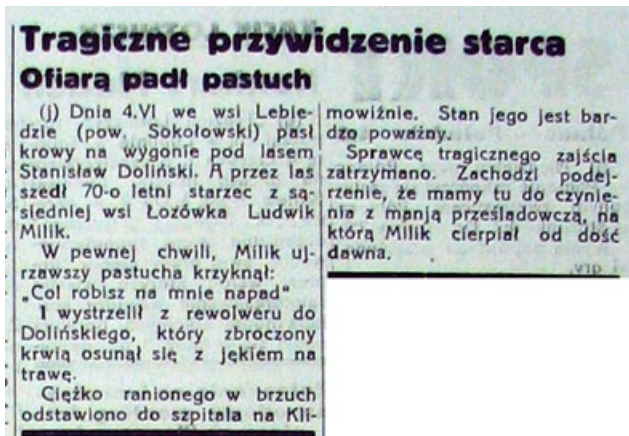 Tragiczne przywidzenie starca
Ofiarą padł pastuch
(j) Dnia 4.VI we wsi Lebie-
dzie (pow. Sokołowski) pasł
krowy na wygonie pod lasem
Stanisław Doliński. A przez las
szedł 70-o letni starzec z są-
siedniej wsi Łozówka Ludwik
Milik.
W pewnej chwili, Milik uj-
rzawszy pastucha krzyknął:
„Col robisz na mnie napad"
I wystrzelił z rewolweru do
Dolińskiego, który zbroczony
krwią osunął się z jękiem na
trawę.
Ciężko ranionego w brzuch
odstawiono do szpitala na Kli-
mowiźnie. Stan jego jest bar-
dzo poważny.
Sprawcę tragicznego zajścia
zatrzymano. Zachodzi podej-
rzenie, że mamy tu do czynie-
nia z manją prześladowczą, na
którą Milik cierpiał od dość
dawna.